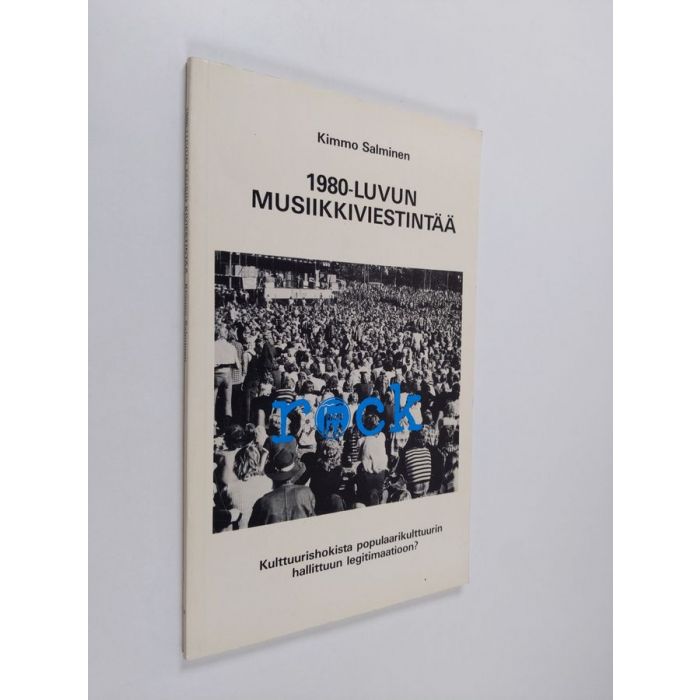 Kimmo Salminen
1980-LUVUN
MUSIIKKIVIESTINTÄÄ
rock
Kulttuurishokista populaarikulttuurin
hallittuun legitimaatioon?